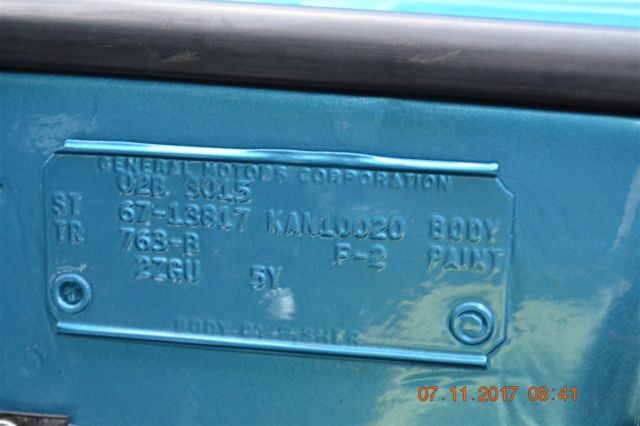 GENERAL MOTORS CORPORATION
02B 3015
ST 67-13817 KAN10020 BODY
TR 763-B F-2 PAINT
2ZGU 5Y
BODY BY FISHER
07.11.2017 08:41